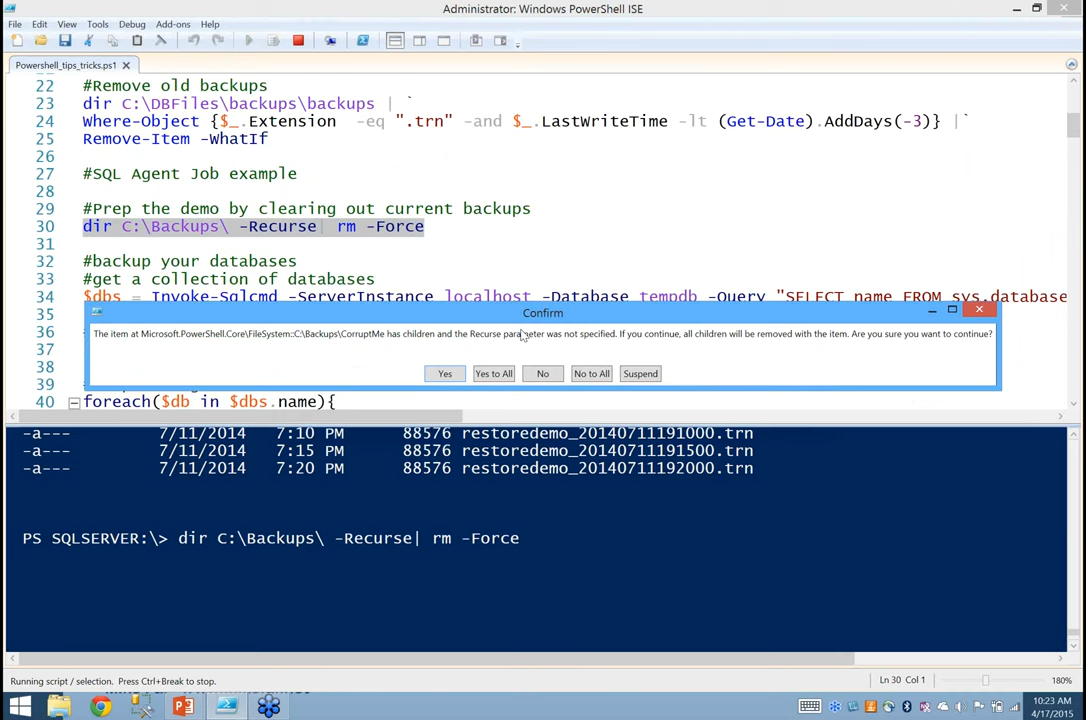 Administrator: Windows PowerShell ISE
File Edit View Tools Debug Add-ons Help
Powershell_tips_tricks.ps1
22 #Remove old backups
23 dir C:\DBFiles\backups\backups | `
24 Where-Object {$_.Extension -eq ".trn" -and $_.LastWriteTime -lt (Get-Date).AddDays(-3)} |`
25 Remove-Item -WhatIf
26
27 #SQL Agent Job example
28
29 #Prep the demo by clearing out current backups
30 dir C:\Backups\ -Recurse| rm -Force
31
32 #backup your databases
33 #get a collection of databases
34 $dbs = Invoke-Sqlcmd -ServerInstance localhost -Database tempdb -Query "SELECT name FROM sys.database
35
Confirm
36
The item at Microsoft.PowerShell.Core\FileSystem::C:\Backups\CorruptMe has children and the Recurse parameter was not specified. If you continue, all children will be removed with the item. Are you sure you want to continue?
37
38
Yes Yes to All No No to All Suspend
39
40 foreach($db in $dbs.name){
-a--- 7/11/2014 7:10 PM 88576 restoredemo_20140711191000.trn
-a--- 7/11/2014 7:15 PM 88576 restoredemo_20140711191500.trn
-a--- 7/11/2014 7:20 PM 88576 restoredemo_20140711192000.trn
PS SQLSERVER:\> dir C:\Backups\ -Recurse| rm -Force
Running script / selection. Press Ctrl+Break to stop.
Ln 30 Col 1
180%
10:23 AM
4/17/2015